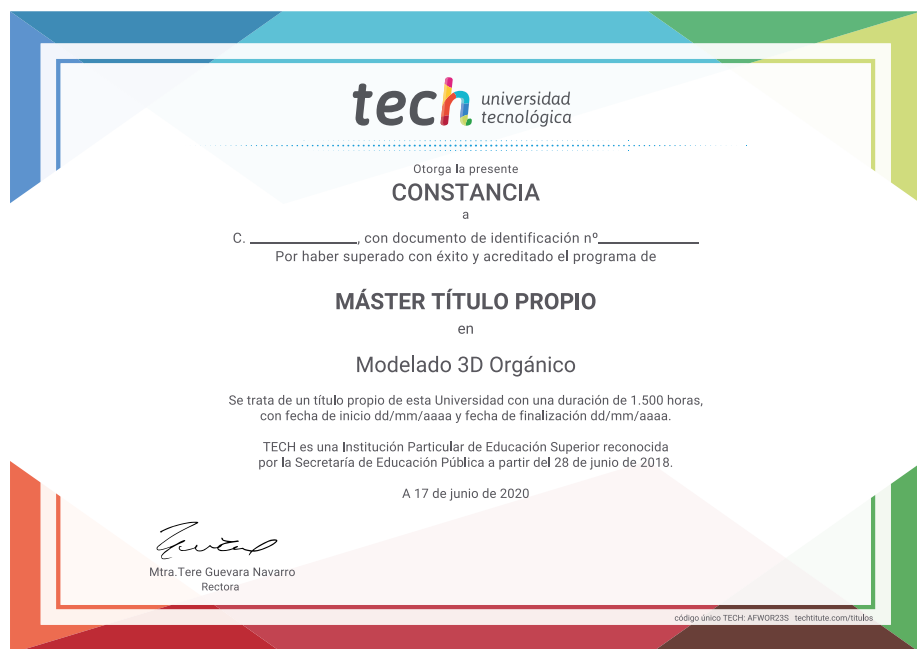 tech universidad
tecnológica
Otorga la presente
CONSTANCIA
a
C. ______________, con documento de identificación nº______________
Por haber superado con éxito y acreditado el programa de
MÁSTER TÍTULO PROPIO
en
Modelado 3D Orgánico
Se trata de un título propio de esta Universidad con una duración de 1.500 horas,
con fecha de inicio dd/mm/aaaa y fecha de finalización dd/mm/aaaa.
TECH es una Institución Particular de Educación Superior reconocida
por la Secretaría de Educación Pública a partir del 28 de junio de 2018.
A 17 de junio de 2020
Mtra.Tere Guevara Navarro
Rectora
código único TECH: AFWOR23S techtitute.com/titulos